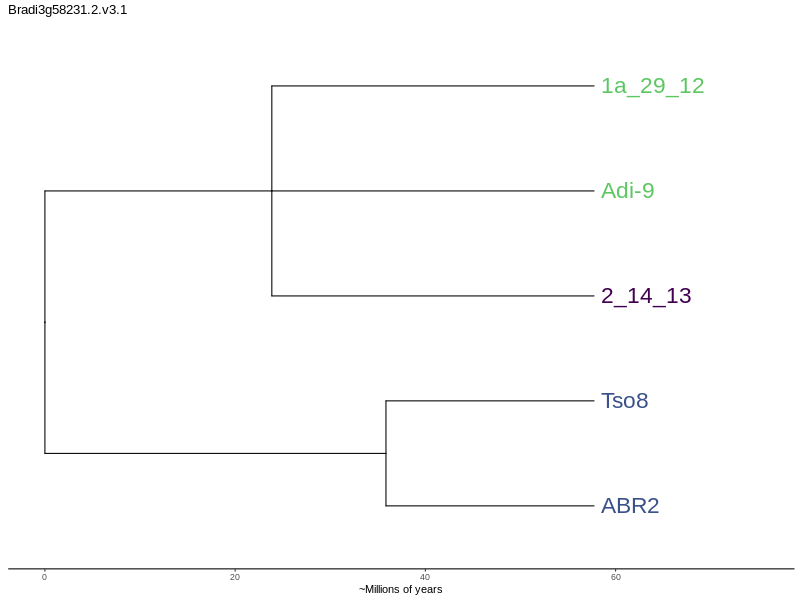 Bradi3g58231.2.v3.1
1a_29_12
Adi-9
2_14_13
Tso8
ABR2
0 20 40 60
~Millions of years